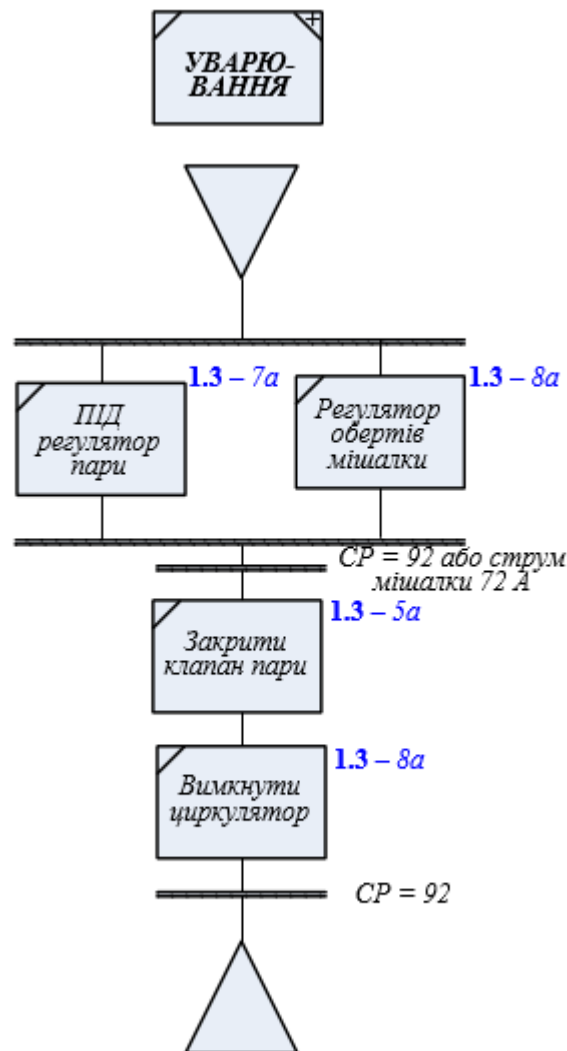 УВАРЮ-
ВАННЯ
1.3 – 7а
1.3 – 8а
ПІД
регулятор
пари
Регулятор
обертів
мішалки
СР = 92 або струм
мішалки 72 А
1.3 – 5а
Закрити
клапан пари
1.3 – 8а
Вимкнути
циркулятор
СР = 92